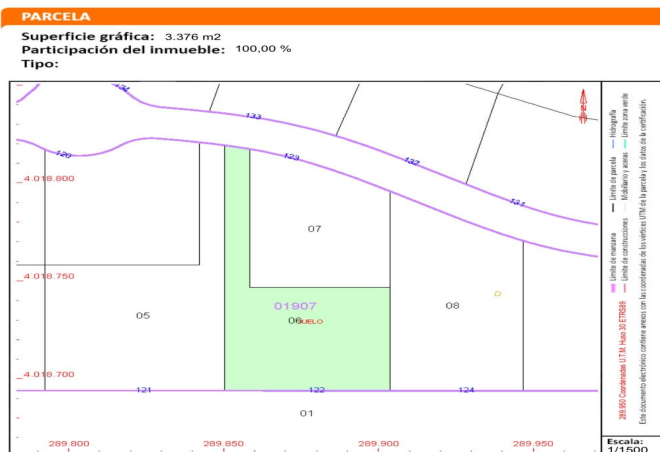 PARCELA
Superficie gráfica: 3.376 m2
Participación del inmueble: 100,00 %
Tipo:
134
133
120
123
132
4.018.800
131
07
4.018.750
01907
08
05
06
SUELO
4.018.700
121
122
124
01
289.800
289.850
289.900
289.950
Límite de manzana
Límite de parcela
Hidrografía
Límite de construcciones
Mobiliario y aceras
Límite zona verde
289.950 Coordenadas U.T.M. Huso 30 ETRS89
Este documento electrónico contiene anexos con las coordenadas de los vértices UTM de la parcela y los datos de la certificación.
Escala:
1/1500